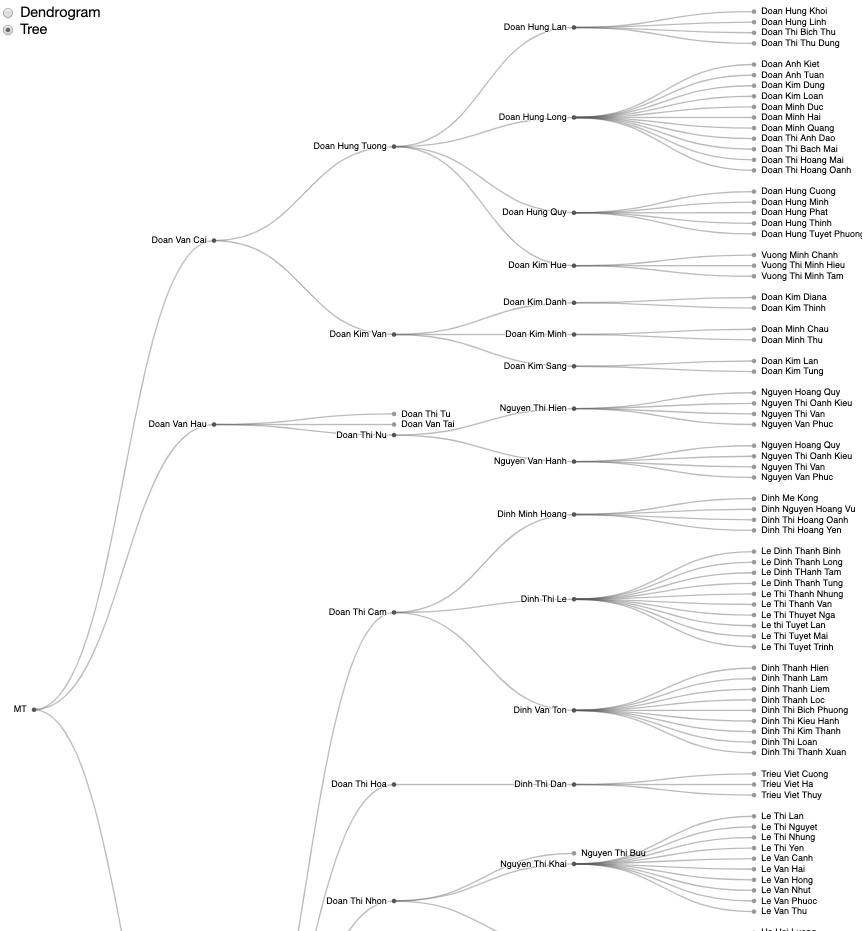 Dendrogram
Tree
MT
Doan Van Cai
Doan Hung Tuong
Doan Hung Lan
Doan Hung Khoi
Doan Hung Linh
Doan Thi Bich Thu
Doan Thi Thu Dung
Doan Hung Long
Doan Anh Kiet
Doan Anh Tuan
Doan Kim Dung
Doan Kim Loan
Doan Minh Duc
Doan Minh Hai
Doan Minh Quang
Doan Thi Anh Dao
Doan Thi Bach Mai
Doan Thi Hoang Mai
Doan Thi Hoang Oanh
Doan Hung Quy
Doan Hung Cuong
Doan Hung Minh
Doan Hung Phat
Doan Hung Thinh
Doan Hung Tuyet Phuong
Doan Kim Hue
Vuong Minh Chanh
Vuong Thi Minh Hieu
Vuong Thi Minh Tam
Doan Kim Van
Doan Kim Danh
Doan Kim Diana
Doan Kim Thinh
Doan Kim Minh
Doan Minh Chau
Doan Minh Thu
Doan Kim Sang
Doan Kim Lan
Doan Kim Tung
Doan Van Hau
Doan Thi Tu
Doan Van Tai
Doan Thi Nu
Nguyen Thi Hien
Nguyen Hoang Quy
Nguyen Thi Oanh Kieu
Nguyen Thi Van
Nguyen Van Phuc
Nguyen Van Hanh
Nguyen Hoang Quy
Nguyen Thi Oanh Kieu
Nguyen Thi Van
Nguyen Van Phuc
Doan Thi Cam
Dinh Minh Hoang
Dinh Me Kong
Dinh Nguyen Hoang Vu
Dinh Thi Hoang Oanh
Dinh Thi Hoang Yen
Dinh Thi Le
Le Dinh Thanh Binh
Le Dinh Thanh Long
Le Dinh THanh Tam
Le Dinh Thanh Tung
Le Thi Thanh Nhung
Le Thi Thanh Van
Le Thi Thuyet Nga
Le thi Tuyet Lan
Le Thi Tuyet Mai
Le Thi Tuyet Trinh
Dinh Van Ton
Dinh Thanh Hien
Dinh Thanh Lam
Dinh Thanh Liem
Dinh Thanh Loc
Dinh Thi Bich Phuong
Dinh Thi Kieu Hanh
Dinh Thi Kim Thanh
Dinh Thi Loan
Dinh Thi Thanh Xuan
Doan Thi Hoa
Dinh Thi Dan
Trieu Viet Cuong
Trieu Viet Ha
Trieu Viet Thuy
Doan Thi Nhon
Nguyen Thi Buu
Nguyen Thi Khai
Le Thi Lan
Le Thi Nguyet
Le Thi Nhung
Le Thi Yen
Le Van Canh
Le Van Hai
Le Van Hong
Le Van Nhut
Le Van Phuoc
Le Van Thu